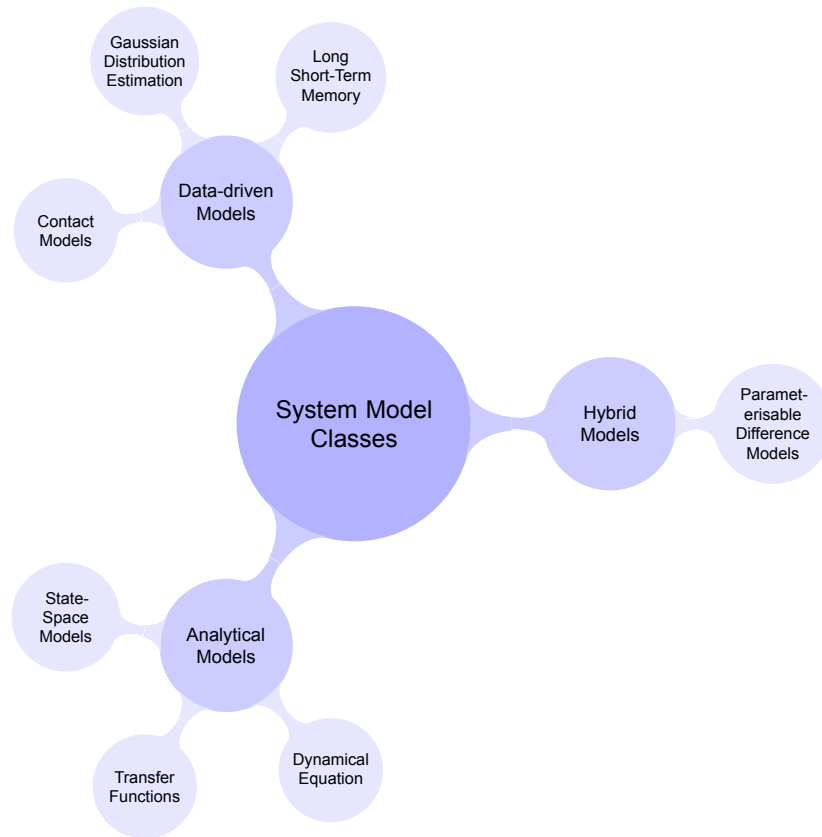 Gaussian
Distribution
Estimation
Long
Short-Term
Memory
Data-driven
Models
Contact
Models
System Model
Classes
Hybrid
Models
Paramet-
erisable
Difference
Models
State-
Space
Models
Analytical
Models
Transfer
Functions
Dynamical
Equation